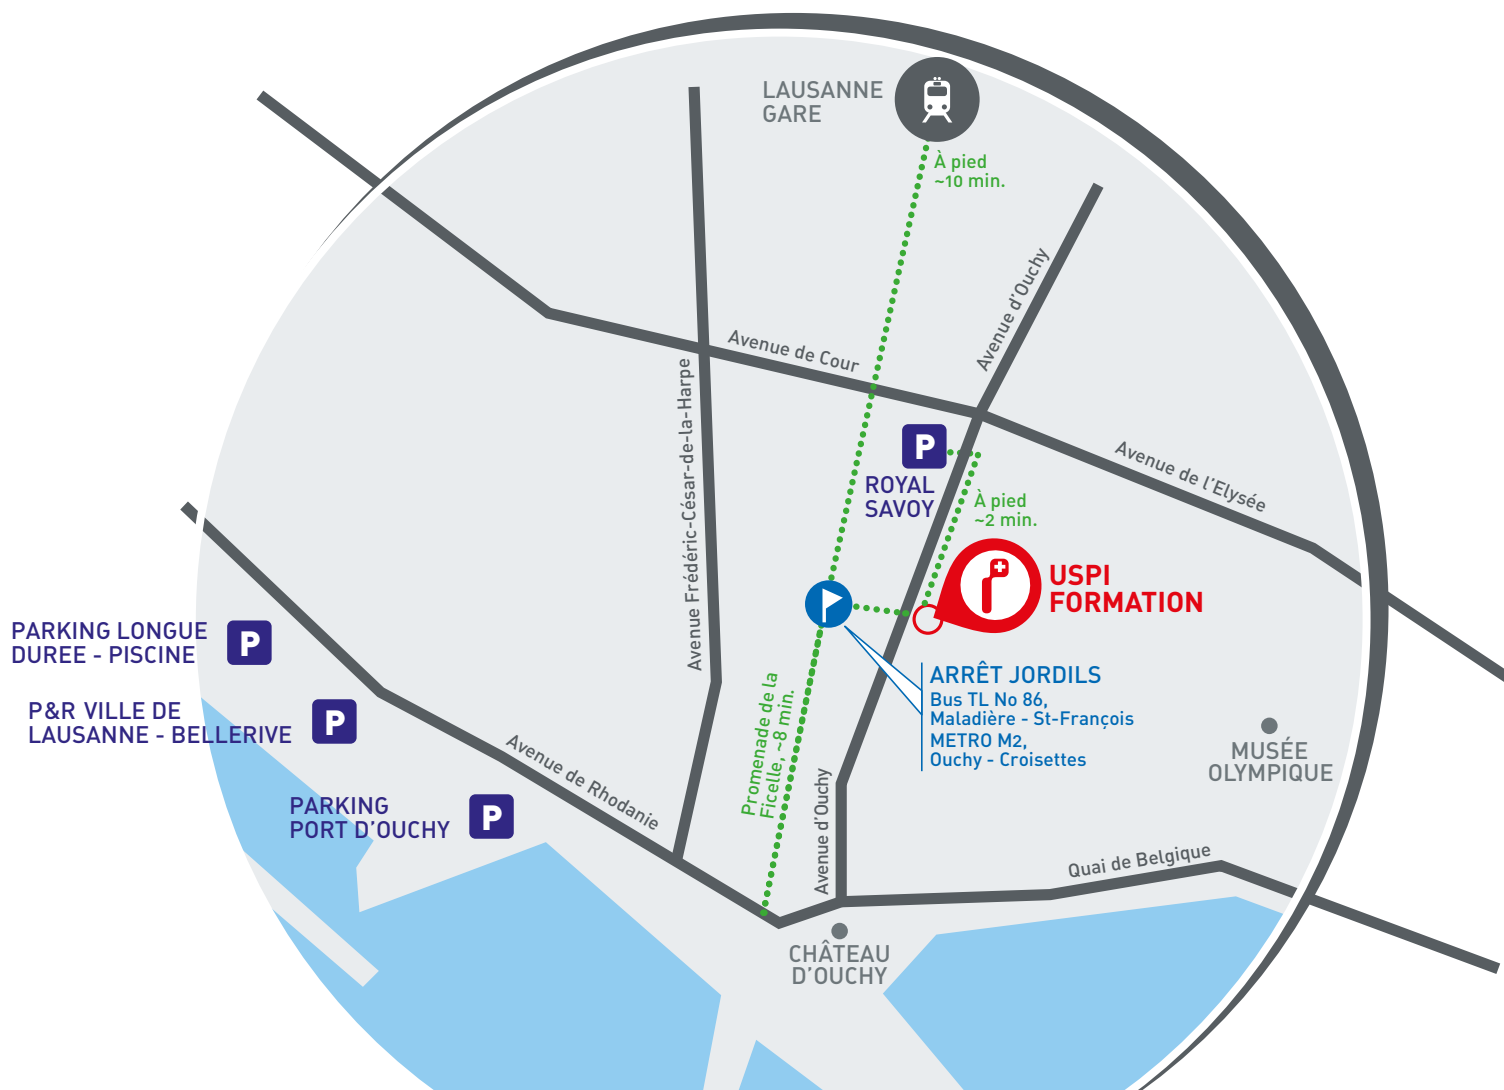 LAUSANNE
GARE
À pied
~10 min.
Avenue d'Ouchy
Avenue de Cour
Avenue Frédéric-César-de-la-Harpe
P
ROYAL
SAVOY
À pied
~2 min.
Avenue de l'Elysée
USPI
FORMATION
PARKING LONGUE
DUREE - PISCINE
P
P&R VILLE DE
LAUSANNE - BELLERIVE
P
PARKING
PORT D'OUCHY
P
Avenue de Rhodanie
Promenade de la
Ficelle, ~8 min.
ARRÊT JORDILS
Bus TL No 86,
Maladière - St-François
METRO M2,
Ouchy - Croisettes
Avenue d'Ouchy
MUSÉE
OLYMPIQUE
Quai de Belgique
CHÂTEAU
D'OUCHY